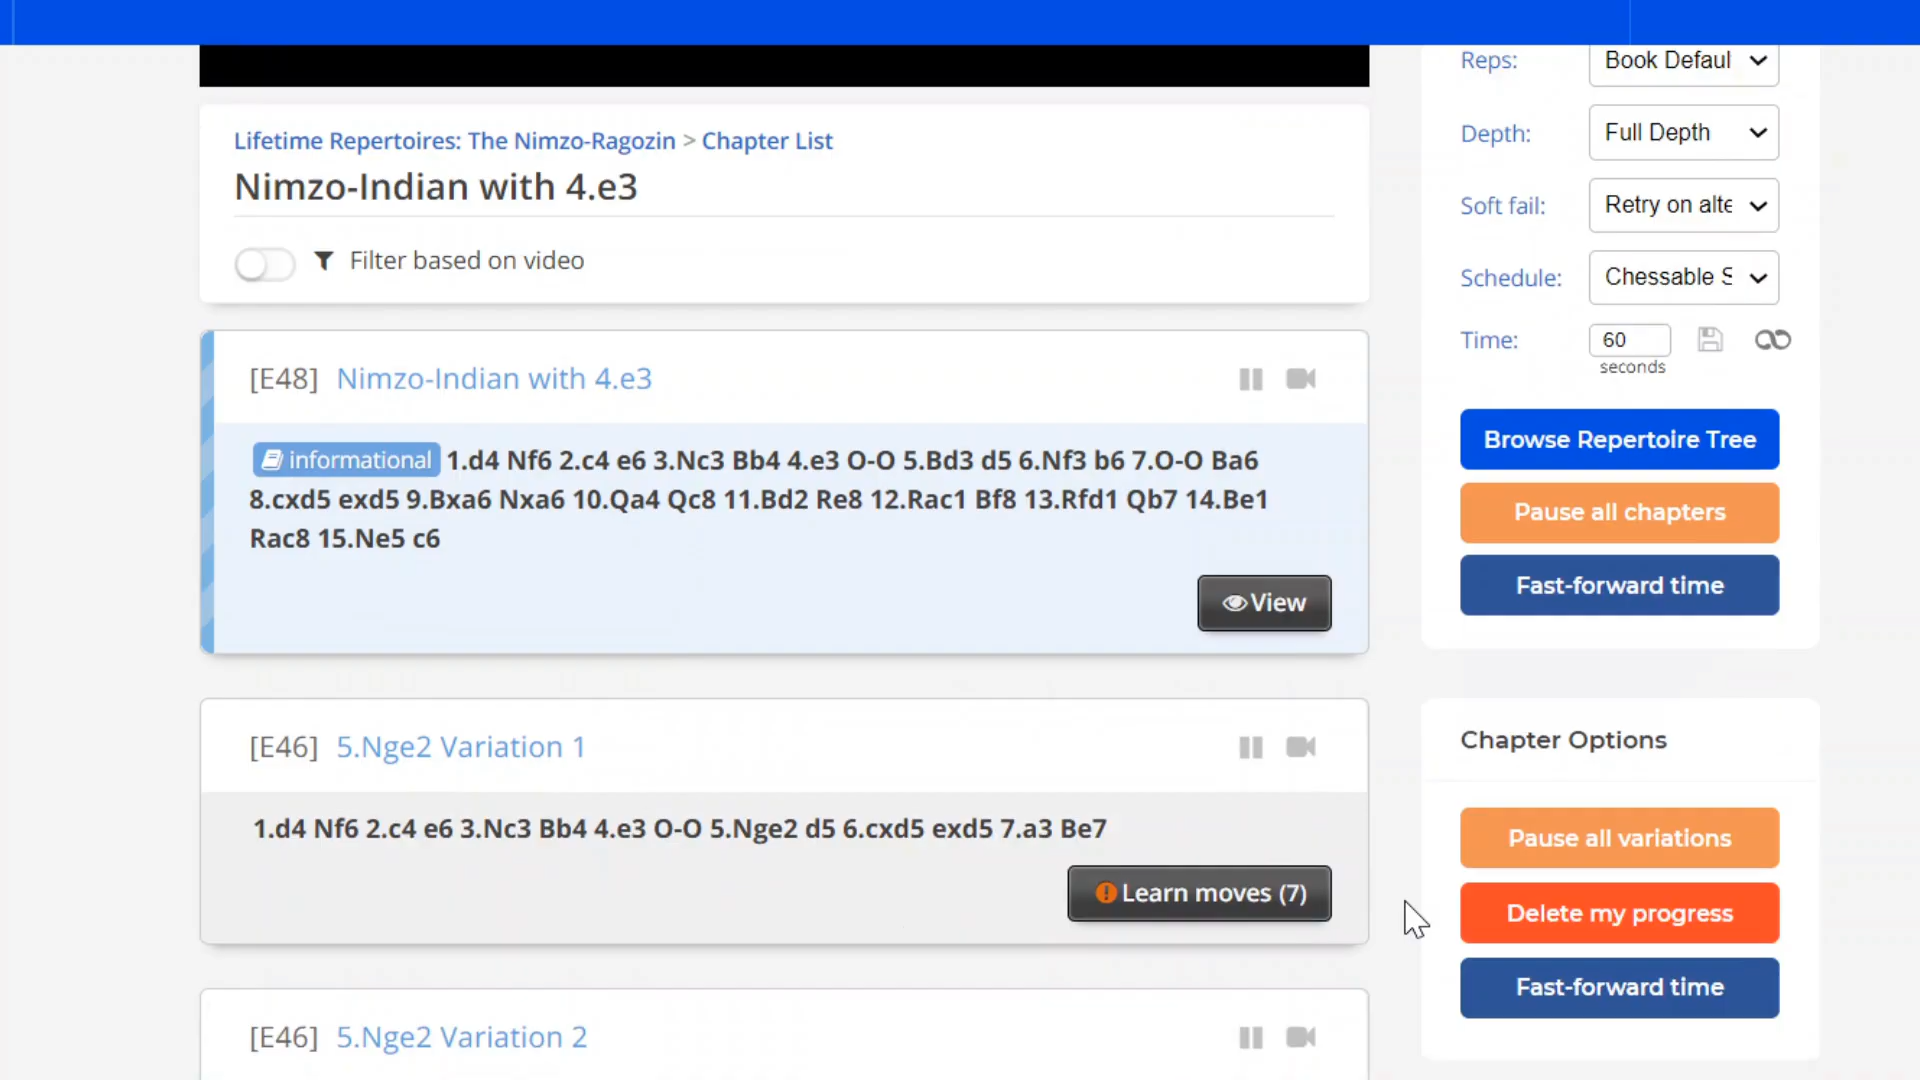 Lifetime Repertoires: The Nimzo-Ragozin > Chapter List
Nimzo-Indian with 4.e3
Filter based on video
[E48] Nimzo-Indian with 4.e3
informational 1.d4 Nf6 2.c4 e6 3.Nc3 Bb4 4.e3 O-O 5.Bd3 d5 6.Nf3 b6 7.O-O Ba6
8.cxd5 exd5 9.Bxa6 Nxa6 10.Qa4 Qc8 11.Bd2 Re8 12.Rac1 Bf8 13.Rfd1 Qb7 14.Be1
Rac8 15.Ne5 c6
View
[E46] 5.Nge2 Variation 1
1.d4 Nf6 2.c4 e6 3.Nc3 Bb4 4.e3 O-O 5.Nge2 d5 6.cxd5 exd5 7.a3 Be7
Learn moves (7)
[E46] 5.Nge2 Variation 2
Reps: Book Defaul
Depth: Full Depth
Soft fail: Retry on alte
Schedule: Chessable S
Time: 60
seconds
Browse Repertoire Tree
Pause all chapters
Fast-forward time
Chapter Options
Pause all variations
Delete my progress
Fast-forward time